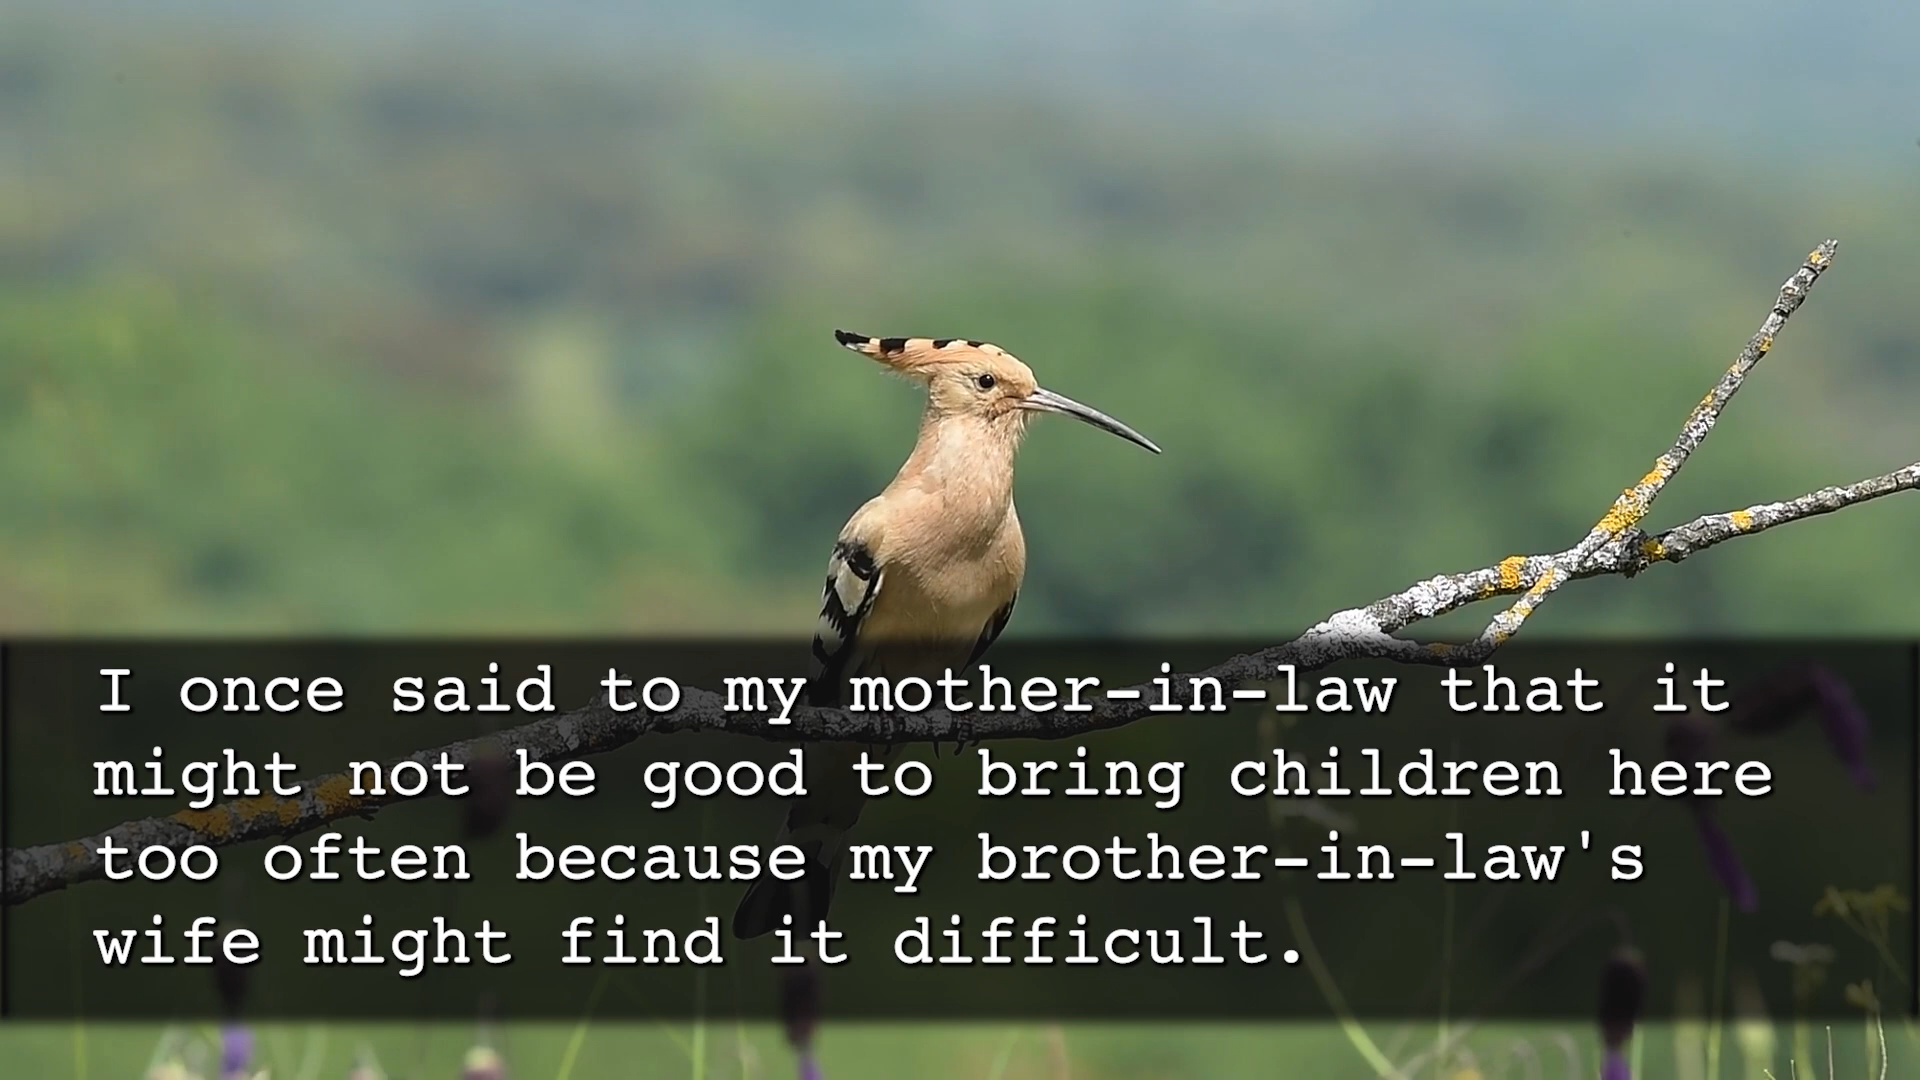 I once said to my mother-in-law that it
might not be good to bring children here
too often because my brother-in-law's
wife might find it difficult.